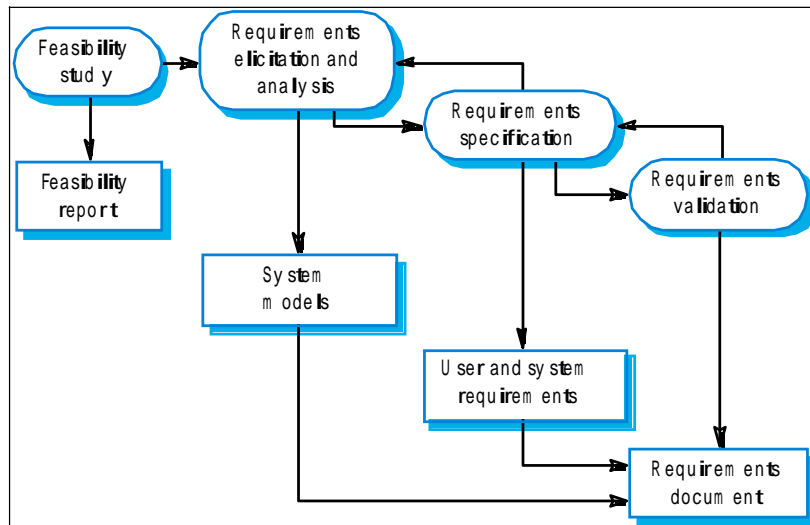 Feasibility
study
Requirements
elicitation and
analysis
Requirements
specification
Requirements
validation
Feasibility
report
System
models
User and system
requirements
Requirements
document